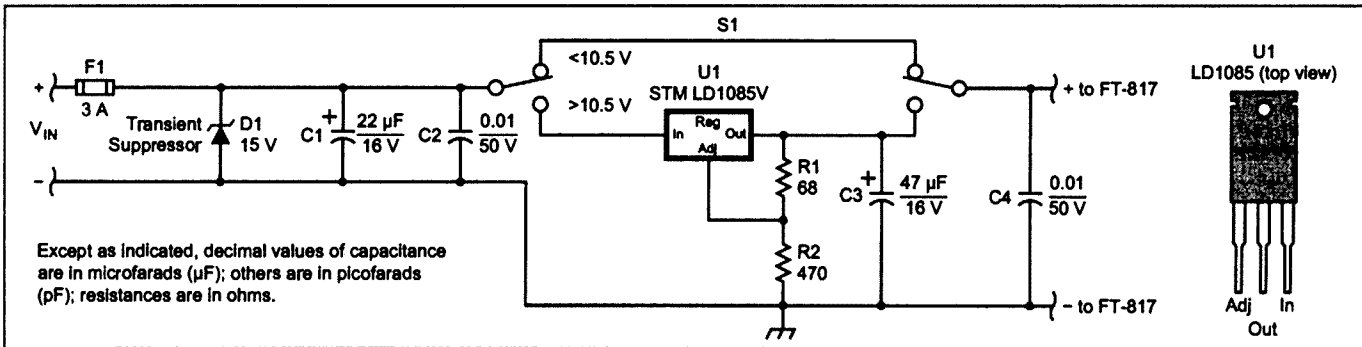 S1
U1
LD1085 (top view)
<10.5 V
F1
+
3 A
VIN
–
Transient
Suppressor
D1
15 V
+
C1
22 µF
16 V
C2
0.01
50 V
>10.5 V
U1
STM LD1085V
In
Reg
Out
Adj
R1
68
R2
470
+
C3
47 µF
16 V
C4
0.01
50 V
+ to FT-817
– to FT-817
Adj
In
Out
Except as indicated, decimal values of capacitance
are in microfarads (µF); others are in picofarads
(pF); resistances are in ohms.